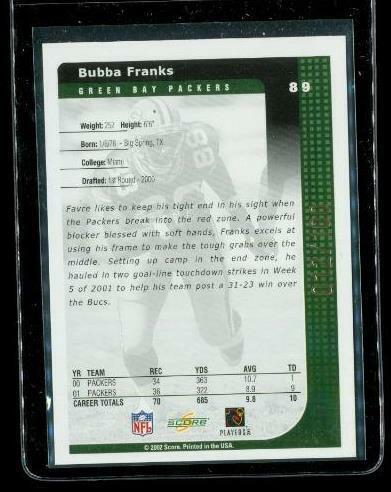 Bubba Franks
GREEN BAY PACKERS
89
Weight: 252 Height: 6'6"
Born: 1/6/78 - Big Spring, TX
College: Miami
Drafted: 1st Round - 2000
88
Favre likes to keep his tight end in his sight when
the Packers break into the red zone. A powerful
blocker blessed with soft hands, Franks excels at
using his frame to make the tough grabs over the
middle. Setting up camp in the end zone, he
hauled in two goal-line touchdown strikes in Week
5 of 2001 to help his team post a 31-23 win over
the Bucs.
YR TEAM REC YDS AVG TD
00 PACKERS 34 363 10.7 1
01 PACKERS 36 322 8.9 9
CAREER TOTALS 70 685 9.8 10
NFL
SCORE
PLAYERS
© 2002 Score. Printed in the USA.